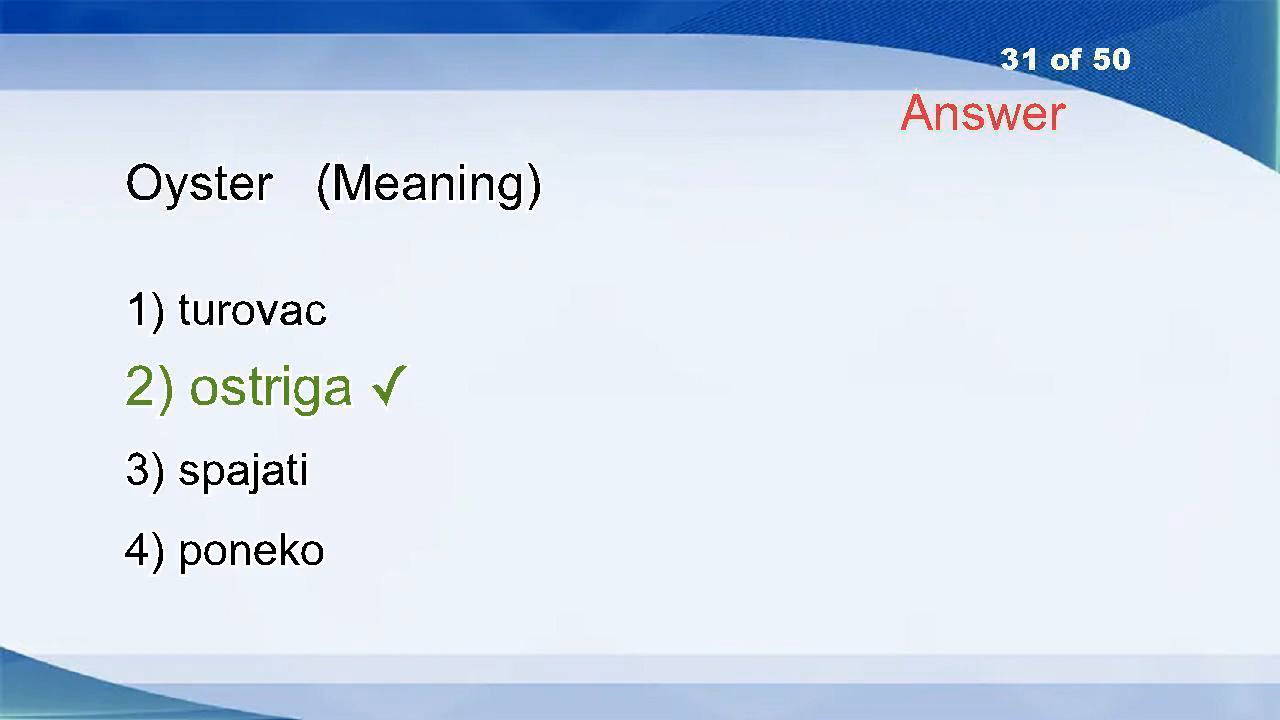 31 of 50
Answer
Oyster (Meaning)
1) turovac
2) ostriga ✓
3) spajati
4) poneko